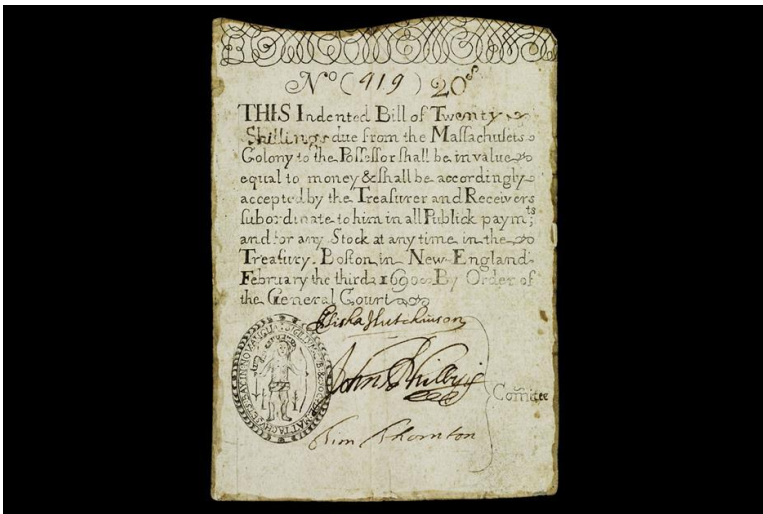 No (919) 20s
THIS Indented Bill of Twenty
Shillings due from the Maſſachuſets
Colony to the Poſſeſſor ſhall be in value
equal to money & ſhall be accordingly
accepted by the Treaſurer and Receivers
ſubordinate to him in all Publick paymts;
and for any Stock at any time in the
Treaſury. Boſton in New-England
February the third 1690 By Order of
the General Court
Elisha Hutchinson
John Phillips
Comitee
Tim Thornton